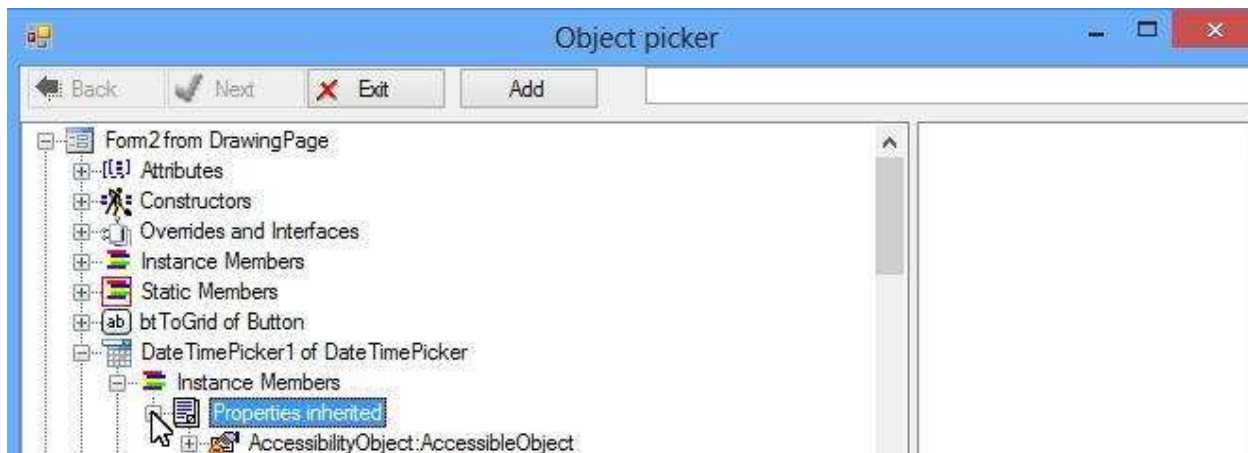 Object picker
Back Next Exit Add
Form2 from DrawingPage
Attributes
Constructors
Overrides and Interfaces
Instance Members
Static Members
ab btToGrid of Button
DateTimePicker1 of DateTimePicker
Instance Members
Properties inherited
AccessibilityObject:AccessibleObject